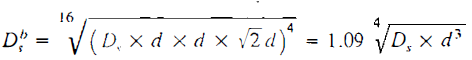 D_s^b = \sqrt[16]{(D_s × d × d × \sqrt{2} d)^4} = 1.09 \sqrt[4]{D_s × d^3}